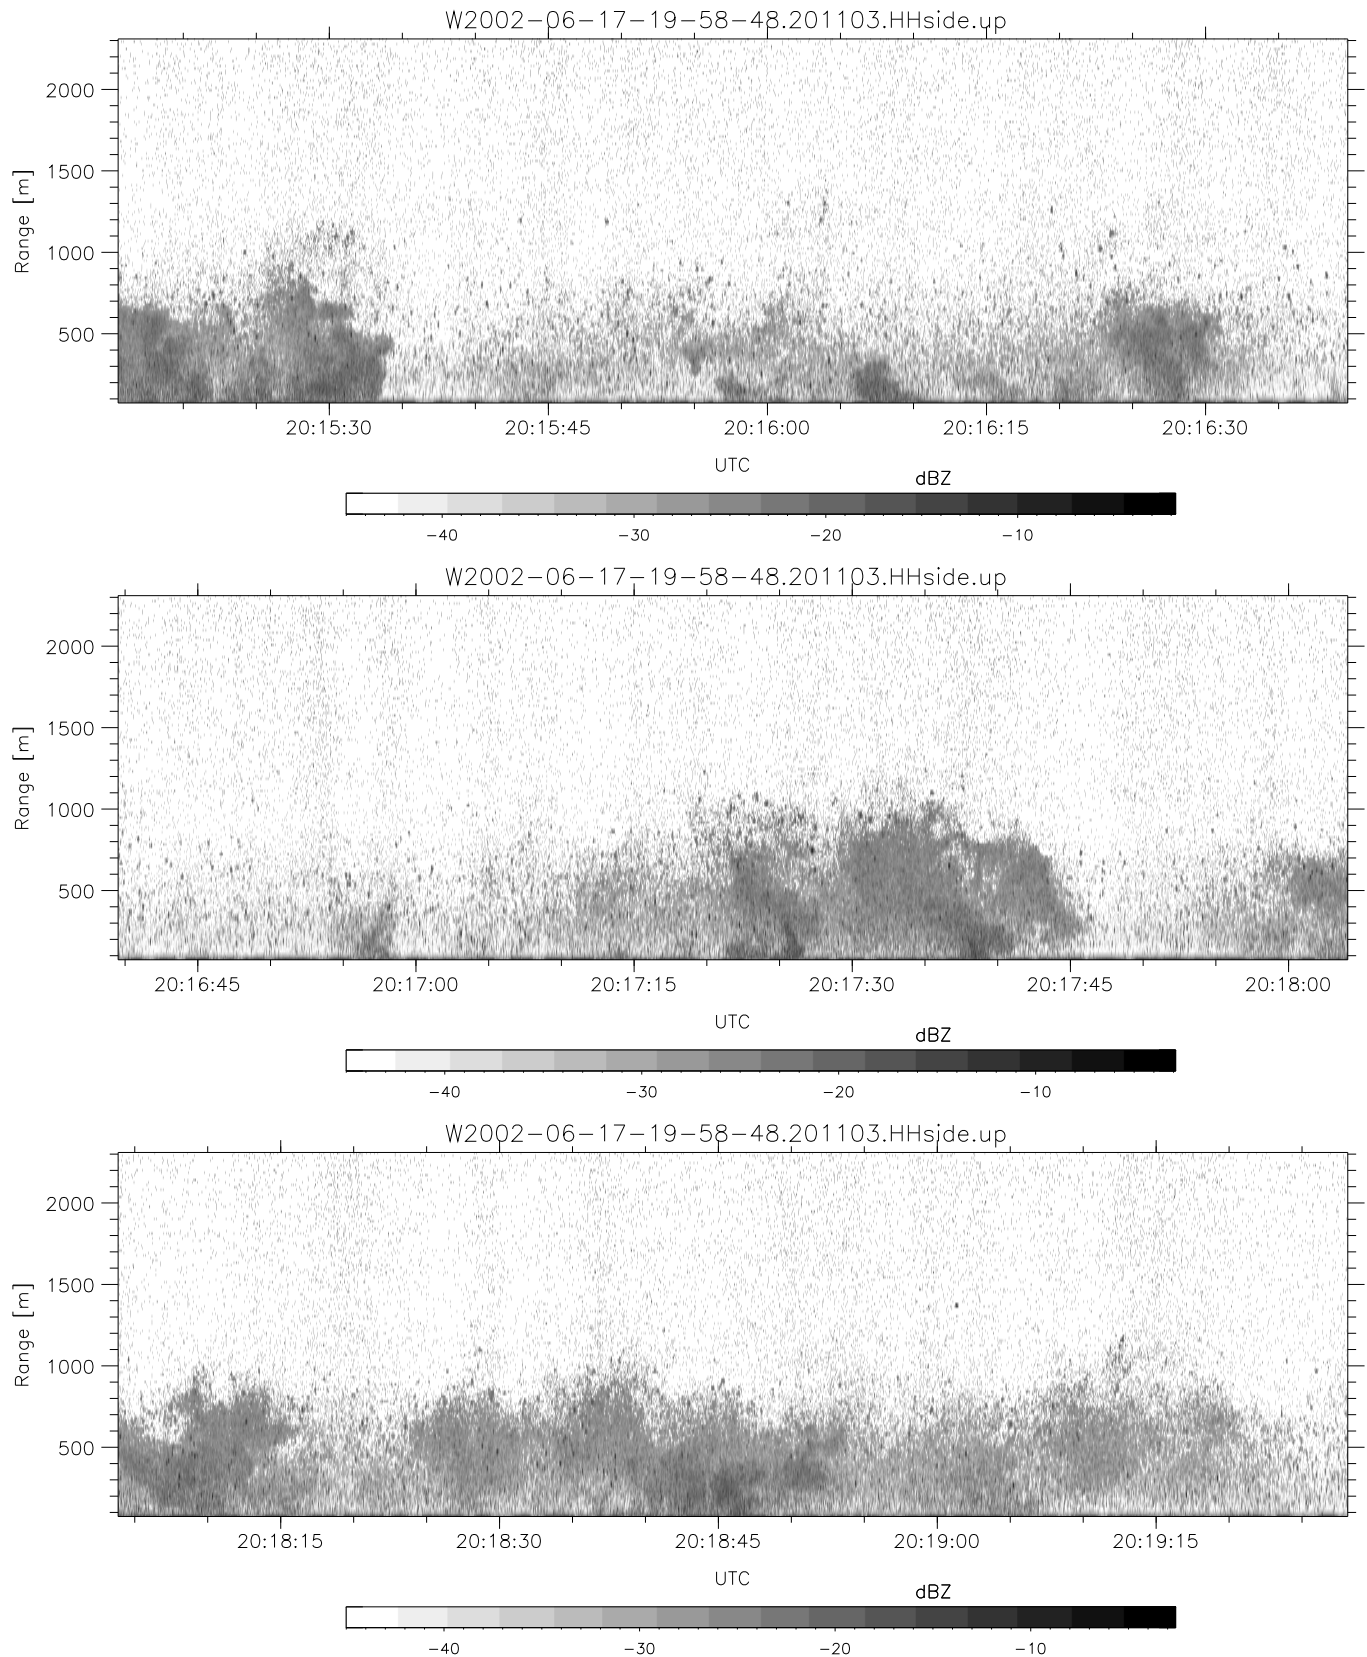 W2002-06-17-19-58-48.201103.HHside.up
2000
1500
1000
500
Range [m]
20:15:30 20:15:45 20:16:00 20:16:15 20:16:30
UTC
dBZ
-40 -30 -20 -10
W2002-06-17-19-58-48.201103.HHside.up
2000
1500
1000
500
Range [m]
20:16:45 20:17:00 20:17:15 20:17:30 20:17:45 20:18:00
UTC
dBZ
-40 -30 -20 -10
W2002-06-17-19-58-48.201103.HHside.up
2000
1500
1000
500
Range [m]
20:18:15 20:18:30 20:18:45 20:19:00 20:19:15
UTC
dBZ
-40 -30 -20 -10